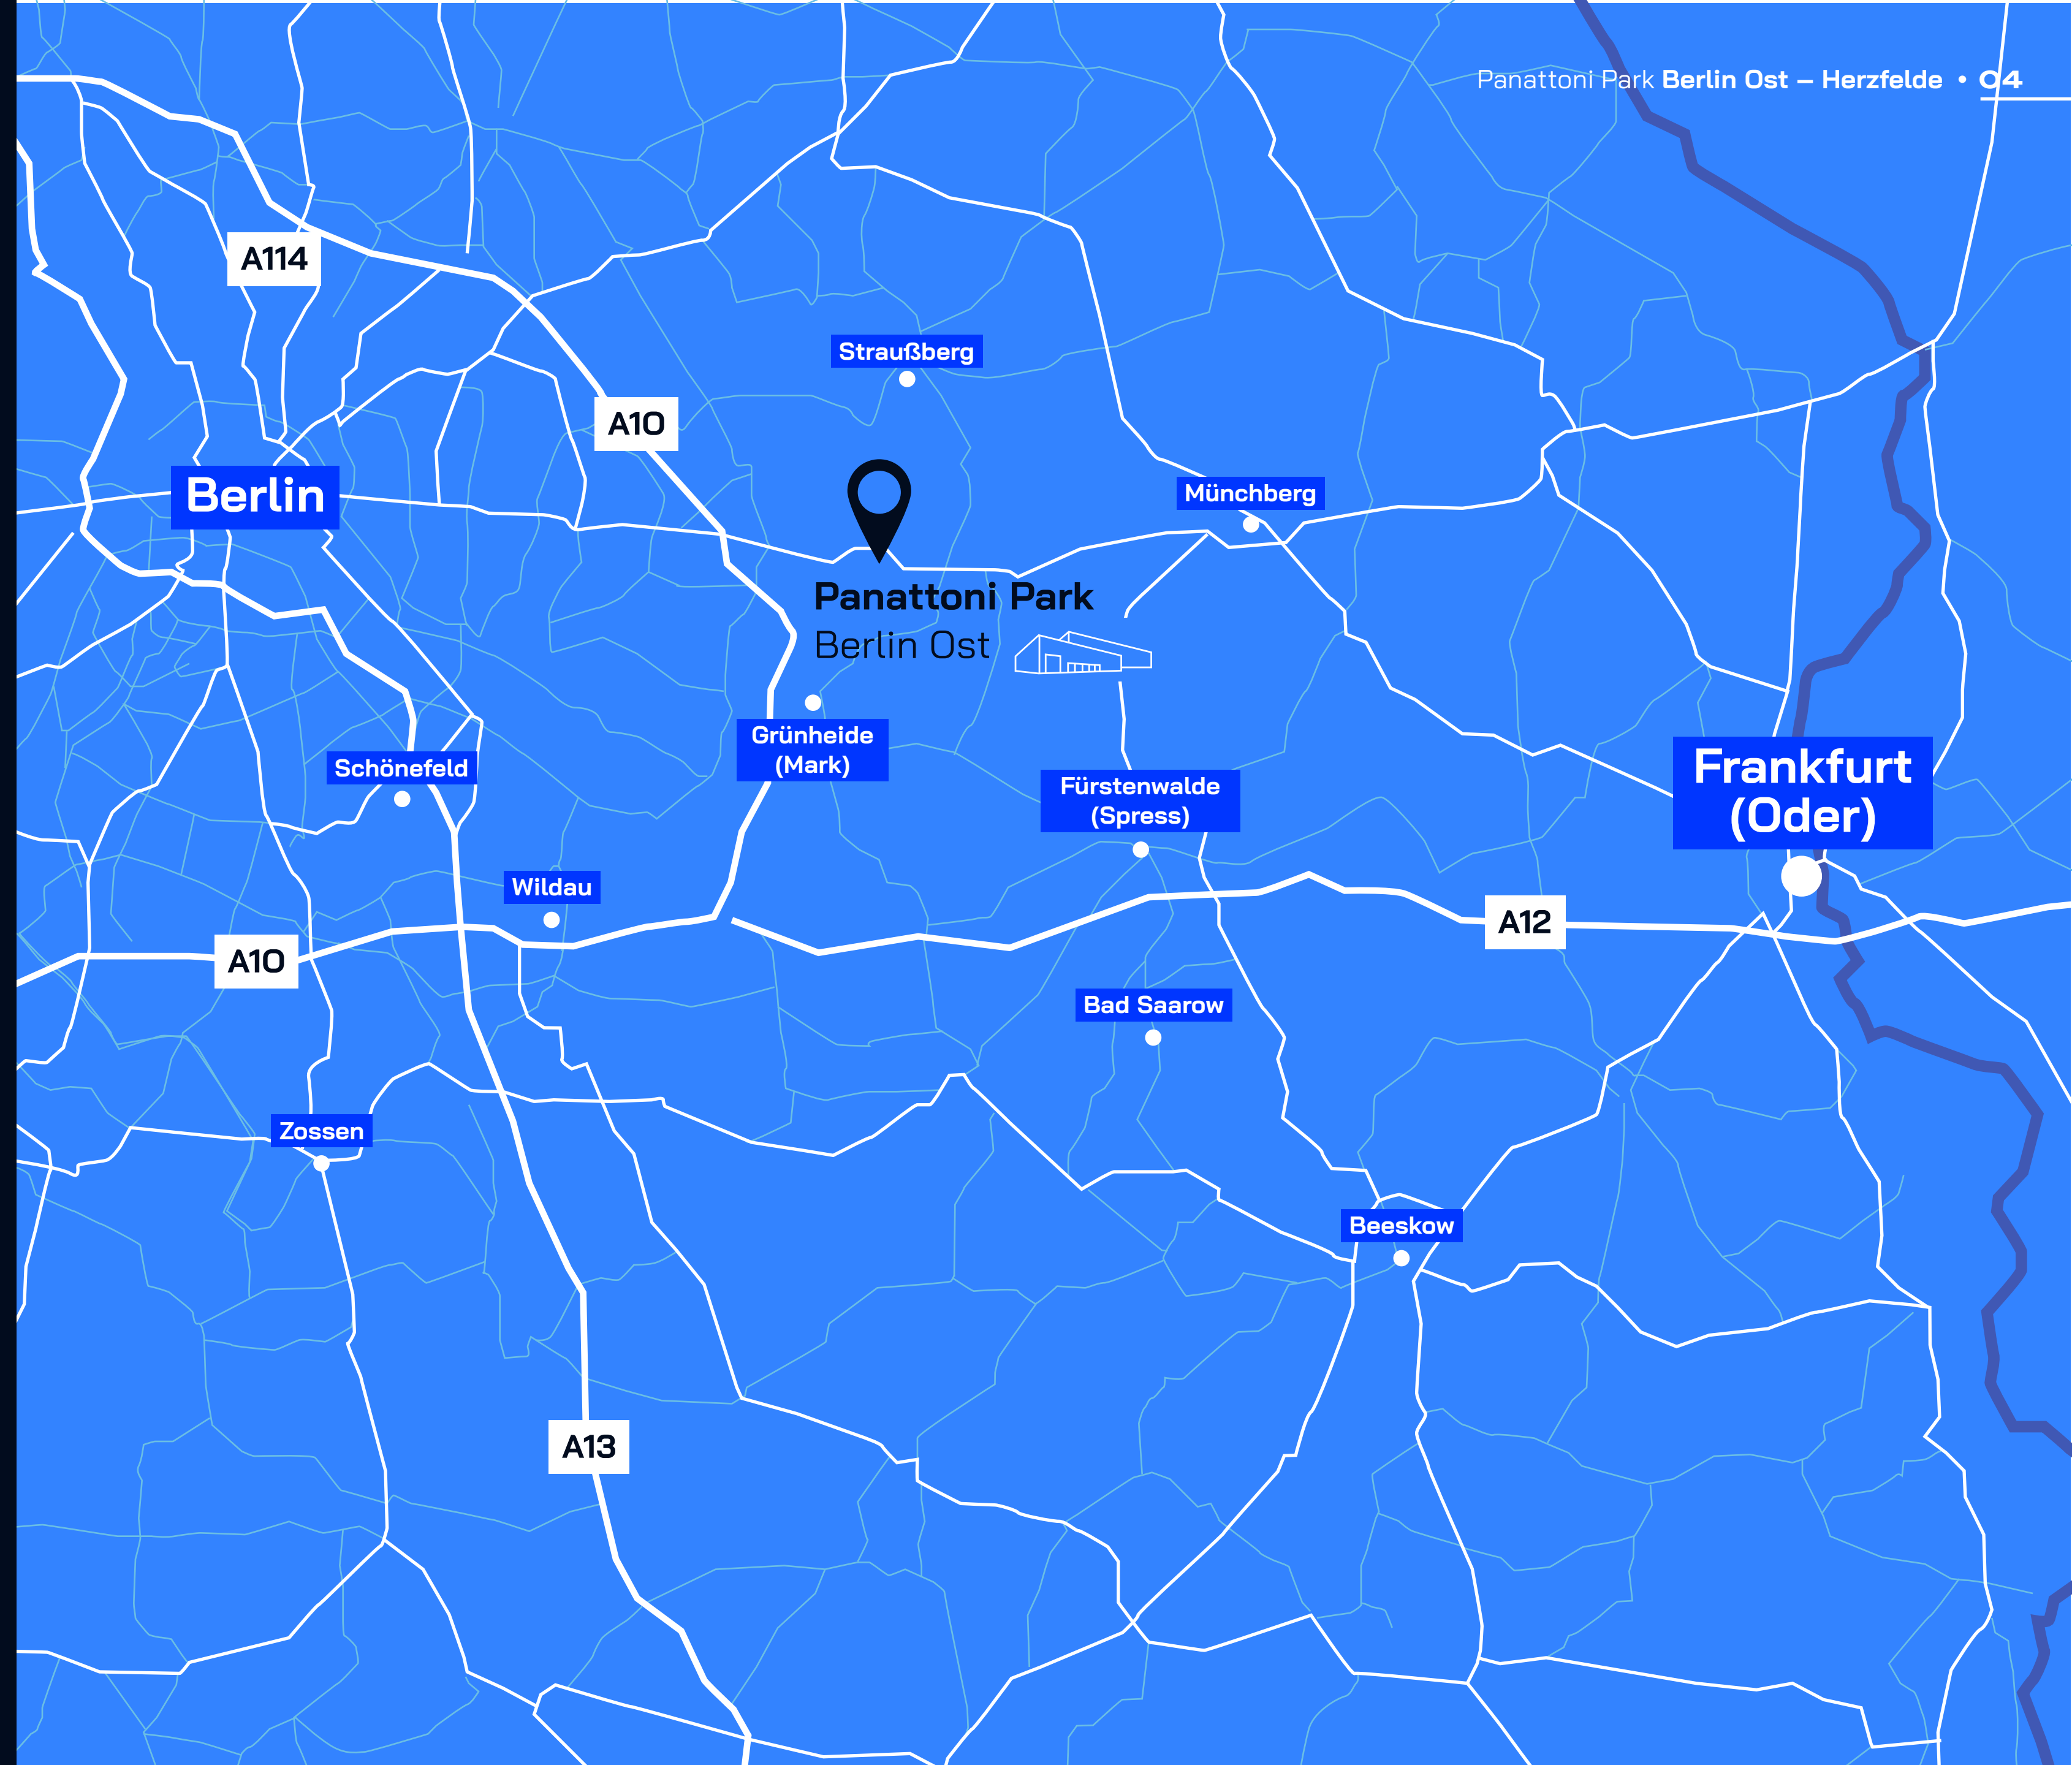 Panattoni Park Berlin Ost – Herzfelde • 04
A114
Straußberg
A10
Berlin
Münchberg
Panattoni Park
Berlin Ost
Grünheide
(Mark)
Schönefeld
Frankfurt
(Oder)
Fürstenwalde
(Spress)
Wildau
A12
A10
Bad Saarow
Zossen
Beeskow
A13